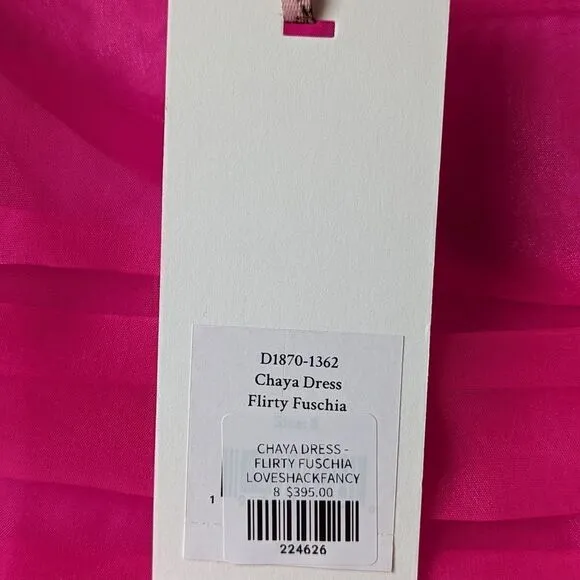 D1870-1362
Chaya Dress
Flirty Fuschia
CHAYA DRESS -
FLIRTY FUSCHIA
LOVESHACKFANCY
8 $395.00
1
224626